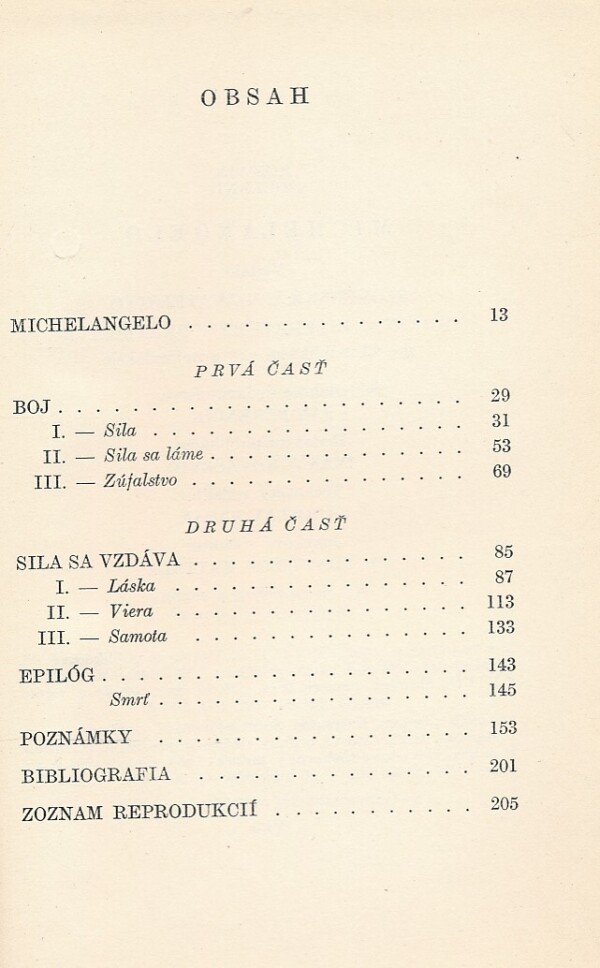 OBSAH
MICHELANGELO . . . . . . . . . . . . . . . 13
PRVÁ ČASŤ
BOJ . . . . . . . . . . . . . . . . . . . . . . 29
I. — Sila . . . . . . . . . . . . . . . . . 31
II. — Sila sa láme . . . . . . . . . . . . . . 53
III. — Zúfalstvo . . . . . . . . . . . . . . . 69
DRUHÁ ČASŤ
SILA SA VZDÁVA . . . . . . . . . . . . . . . 85
I. — Láska . . . . . . . . . . . . . . . . 87
II. — Viera . . . . . . . . . . . . . . . . 113
III. — Samota . . . . . . . . . . . . . . . 133
EPILÓG . . . . . . . . . . . . . . . . . . . . 143
Smrť . . . . . . . . . . . . . . . . . 145
POZNÁMKY . . . . . . . . . . . . . . . . . 153
BIBLIOGRAFIA . . . . . . . . . . . . . . . 201
ZOZNAM REPRODUKCIÍ . . . . . . . . . . . 205